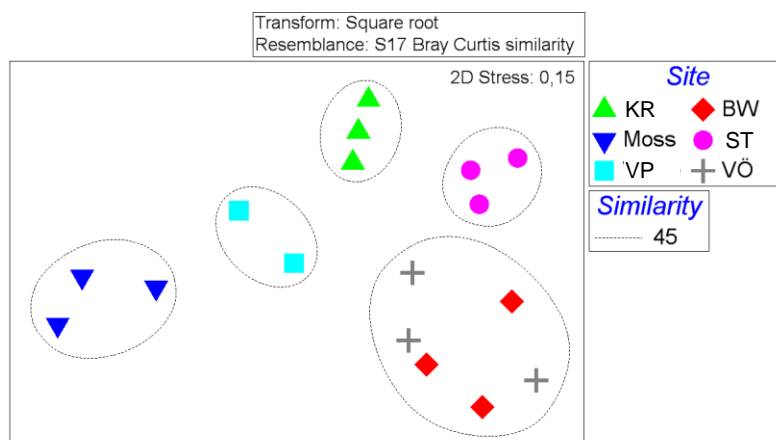 Transform: Square root
Resemblance: S17 Bray Curtis similarity
2D Stress: 0,15
Site
KR BW
Moss ST
VP VÖ
Similarity
45